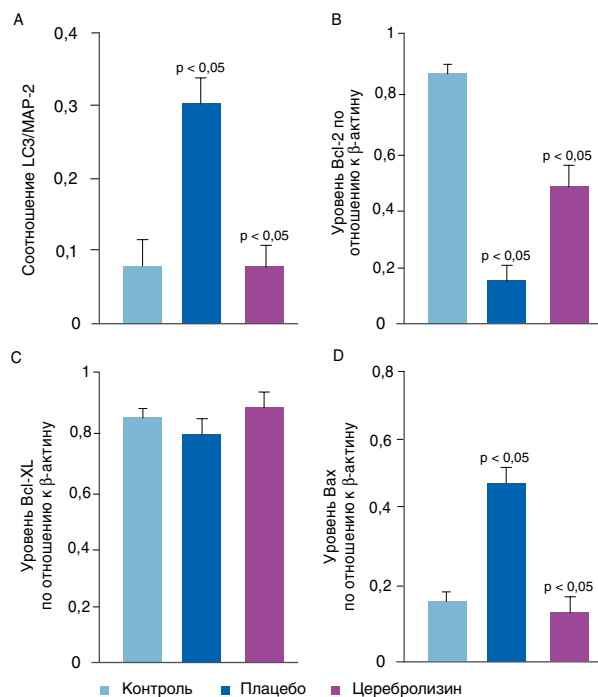 A
Соотношение LC3/MAP-2
0,4
0,3
0,2
0,1
0
p < 0,05
p < 0,05
B
Уровень Bcl-2 по
отношению к β-актину
1
0,8
0,6
0,4
0,2
0
p < 0,05
p < 0,05
C
Уровень Bcl-XL
по отношению к β-актину
1
0,8
0,6
0,4
0,2
0
D
Уровень Bax
по отношению к β-актину
0,8
0,6
0,4
0,2
0
p < 0,05
p < 0,05
Контроль
Плацебо
Церебролизин